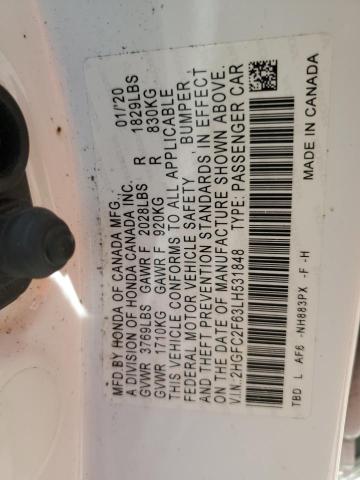 MFD.BY HONDA OF CANADA MFG., 01/'20
A DIVISION OF HONDA CANADA INC.
GVWR 3769LBS GAWR F 2028LBS R 1829LBS
GVWR 1710KG GAWR F 920KG R 830KG
THIS VEHICLE CONFORMS TO ALL APPLICABLE
FEDERAL MOTOR VEHICLE SAFETY, BUMPER,
AND THEFT PREVENTION STANDARDS IN EFFECT
ON THE DATE OF MANUFACTURE SHOWN ABOVE.
V.I.N.:2HGFC2F63LH531848 TYPE: PASSENGER CAR
TBD L AF6 -NH883PX -F -H MADE IN CANADA